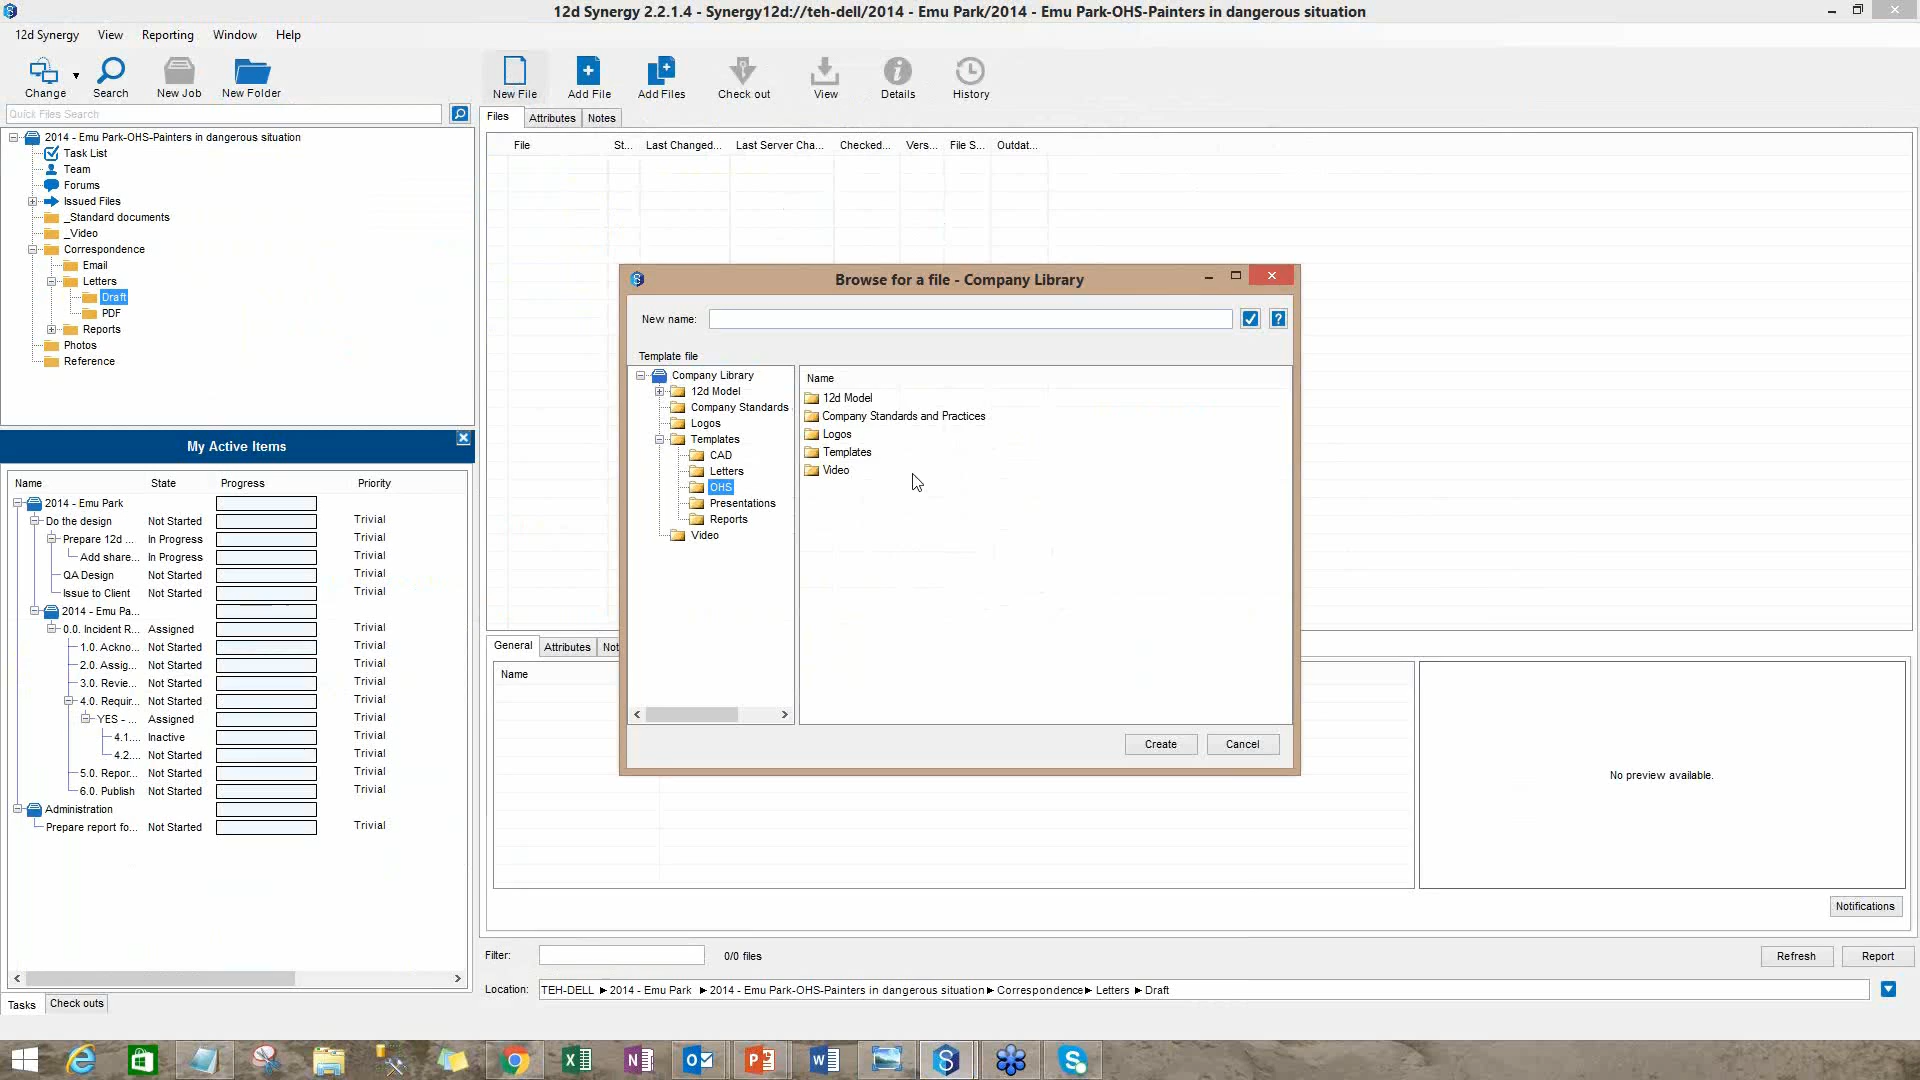 12d Synergy 2.2.1.4 - Synergy12d://teh-dell/2014 - Emu Park/2014 - Emu Park-OHS-Painters in dangerous situation
12d Synergy View Reporting Window Help
Change Search New Job New Folder New File Add File Add Files Check out View Details History
Quick Files Search
Files Attributes Notes
File St... Last Changed... Last Server Cha... Checked... Vers... File S... Outdat...
2014 - Emu Park-OHS-Painters in dangerous situation
Task List
Team
Forums
Issued Files
_Standard documents
_Video
Correspondence
Email
Letters
Draft
PDF
Reports
Photos
Reference
My Active Items
Name State Progress Priority
2014 - Emu Park
Do the design Not Started Trivial
Prepare 12d ... In Progress Trivial
Add share... In Progress Trivial
QA Design Not Started Trivial
Issue to Client Not Started Trivial
2014 - Emu Pa...
0.0. Incident R... Assigned Trivial
1.0. Ackno... Not Started Trivial
2.0. Assig... Not Started Trivial
3.0. Revie... Not Started Trivial
4.0. Requir... Not Started Trivial
YES - ... Assigned Trivial
4.1.... Inactive Trivial
4.2.... Not Started Trivial
5.0. Repor... Not Started Trivial
6.0. Publish Not Started Trivial
Administration
Prepare report fo... Not Started Trivial
Tasks Check outs
Browse for a file - Company Library
New name:
Template file
Company Library
12d Model
Company Standards
Logos
Templates
CAD
Letters
OHS
Presentations
Reports
Video
Name
12d Model
Company Standards and Practices
Logos
Templates
Video
Create Cancel
General Attributes Not
Name
No preview available.
Notifications
Filter: 0/0 files Refresh Report
Location: TEH-DELL ▶ 2014 - Emu Park ▶ 2014 - Emu Park-OHS-Painters in dangerous situation ▶ Correspondence ▶ Letters ▶ Draft